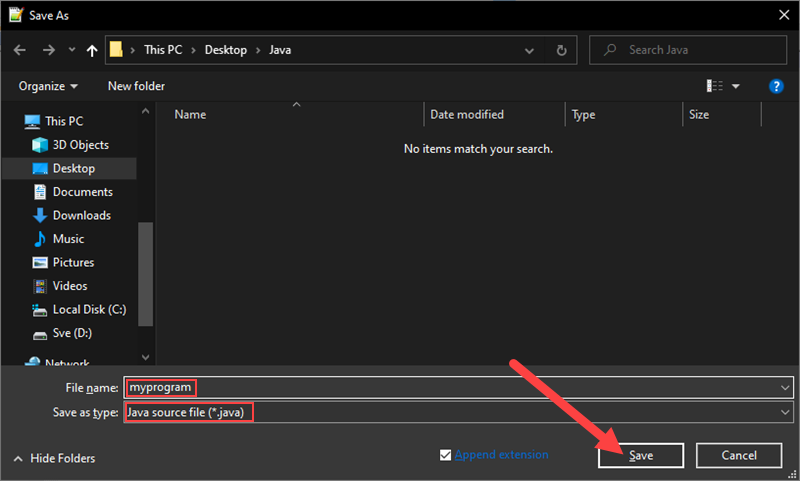 Save As
This PC > Desktop > Java
Search Java
Organize
New folder
?
Name
Date modified
Type
Size
No items match your search.
This PC
3D Objects
Desktop
Documents
Downloads
Music
Pictures
Videos
Local Disk (C:)
Sve (D:)
Network
File name: myprogram
Save as type: Java source file (*.java)
Hide Folders
Append extension
Save
Cancel